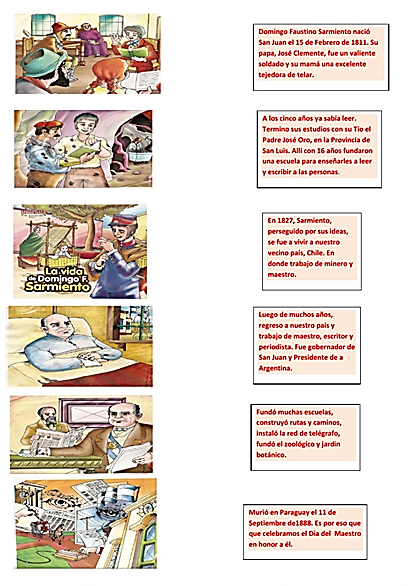 Domingo Faustino Sarmiento nació
San Juan el 15 de Febrero de 1811. Su
papa, José Clemente, fue un valiente
soldado y su mamá una excelente
tejedora de telar.
A los cinco años ya sabía leer.
Termino sus estudios con su Tío el
Padre José Oro, en la Provincia de
San Luis. Allí con 16 años fundaron
una escuela para enseñarles a leer
y escribir a las personas.
La vida
de Domingo F.
Sarmiento
En 1827, Sarmiento,
perseguido por sus ideas,
se fue a vivir a nuestro
vecino país, Chile. En
donde trabajo de minero y
maestro.
Luego de muchos años,
regreso a nuestro país y
trabajo de maestro, escritor y
periodista. Fue gobernador de
San Juan y Presidente de a
Argentina.
Fundó muchas escuelas,
construyó rutas y caminos,
instaló la red de telégrafo,
fundó el zoológico y jardín
botánico.
Murió en Paraguay el 11 de
Septiembre de1888. Es por eso que
que celebramos el Día del Maestro
en honor a él.